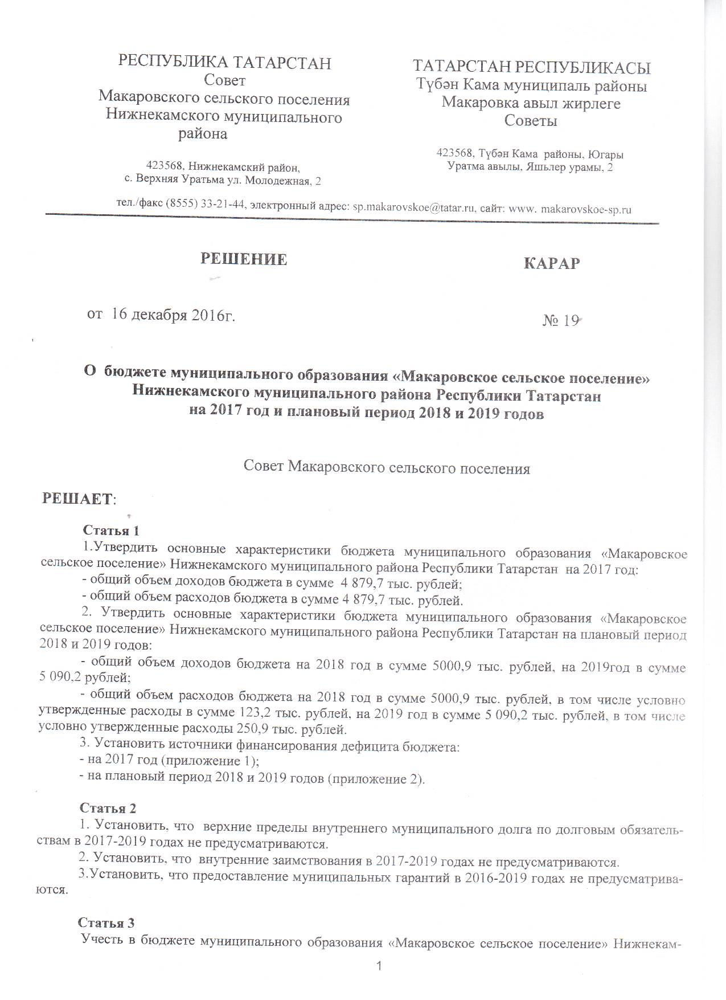 РЕСПУБЛИКА ТАТАРСТАН
Совет
Макаровского сельского поселения
Нижнекамского муниципального
района
423568, Нижнекамский район,
с. Верхняя Уратьма ул. Молодежная, 2
ТАТАРСТАН РЕСПУБЛИКАСЫ
Түбән Кама муниципаль районы
Макаровка авыл жирлеге
Советы
423568, Түбән Кама районы, Югары
Уратма авылы, Яшьлер урамы, 2
тел./факс (8555) 33-21-44, электронный адрес: sp.makarovskoe@tatar.ru, сайт: www. makarovskoe-sp.ru
РЕШЕНИЕ
КАРАР
от 16 декабря 2016г.
№ 19
О бюджете муниципального образования «Макаровское сельское поселение»
Нижнекамского муниципального района Республики Татарстан
на 2017 год и плановый период 2018 и 2019 годов
Совет Макаровского сельского поселения
РЕШАЕТ:
Статья 1
1.Утвердить основные характеристики бюджета муниципального образования «Макаровское
сельское поселение» Нижнекамского муниципального района Республики Татарстан на 2017 год:
- общий объем доходов бюджета в сумме 4 879,7 тыс. рублей;
- общий объем расходов бюджета в сумме 4 879,7 тыс. рублей.
2. Утвердить основные характеристики бюджета муниципального образования «Макаровское
сельское поселение» Нижнекамского муниципального района Республики Татарстан на плановый период
2018 и 2019 годов:
- общий объем доходов бюджета на 2018 год в сумме 5000,9 тыс. рублей, на 2019год в сумме
5 090,2 рублей;
- общий объем расходов бюджета на 2018 год в сумме 5000,9 тыс. рублей, в том числе условно
утвержденные расходы в сумме 123,2 тыс. рублей, на 2019 год в сумме 5 090,2 тыс. рублей, в том числе
условно утвержденные расходы 250,9 тыс. рублей.
3. Установить источники финансирования дефицита бюджета:
- на 2017 год (приложение 1);
- на плановый период 2018 и 2019 годов (приложение 2).
Статья 2
1. Установить, что верхние пределы внутреннего муниципального долга по долговым обязатель-
ствам в 2017-2019 годах не предусматриваются.
2. Установить, что внутренние заимствования в 2017-2019 годах не предусматриваются.
3.Установить, что предоставление муниципальных гарантий в 2016-2019 годах не предусматрива-
ются.
Статья 3
Учесть в бюджете муниципального образования «Макаровское сельское поселение» Нижнекам-
1